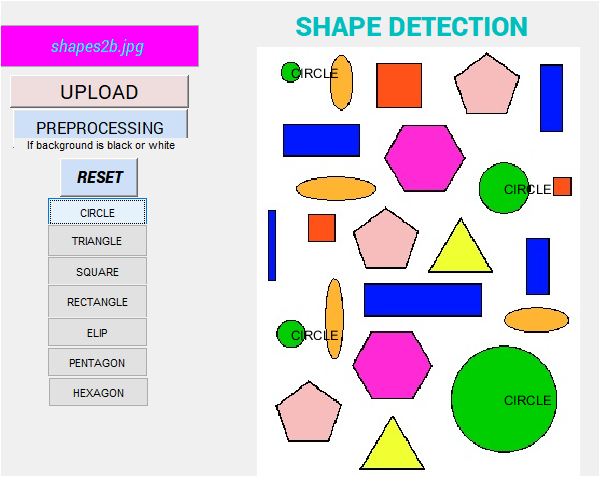 SHAPE DETECTION
shapes2b.jpg
UPLOAD
PREPROCESSING
If background is black or white
RESET
CIRCLE
TRIANGLE
SQUARE
RECTANGLE
ELIP
PENTAGON
HEXAGON
CIRCLE
CIRCLE
CIRCLE
CIRCLE